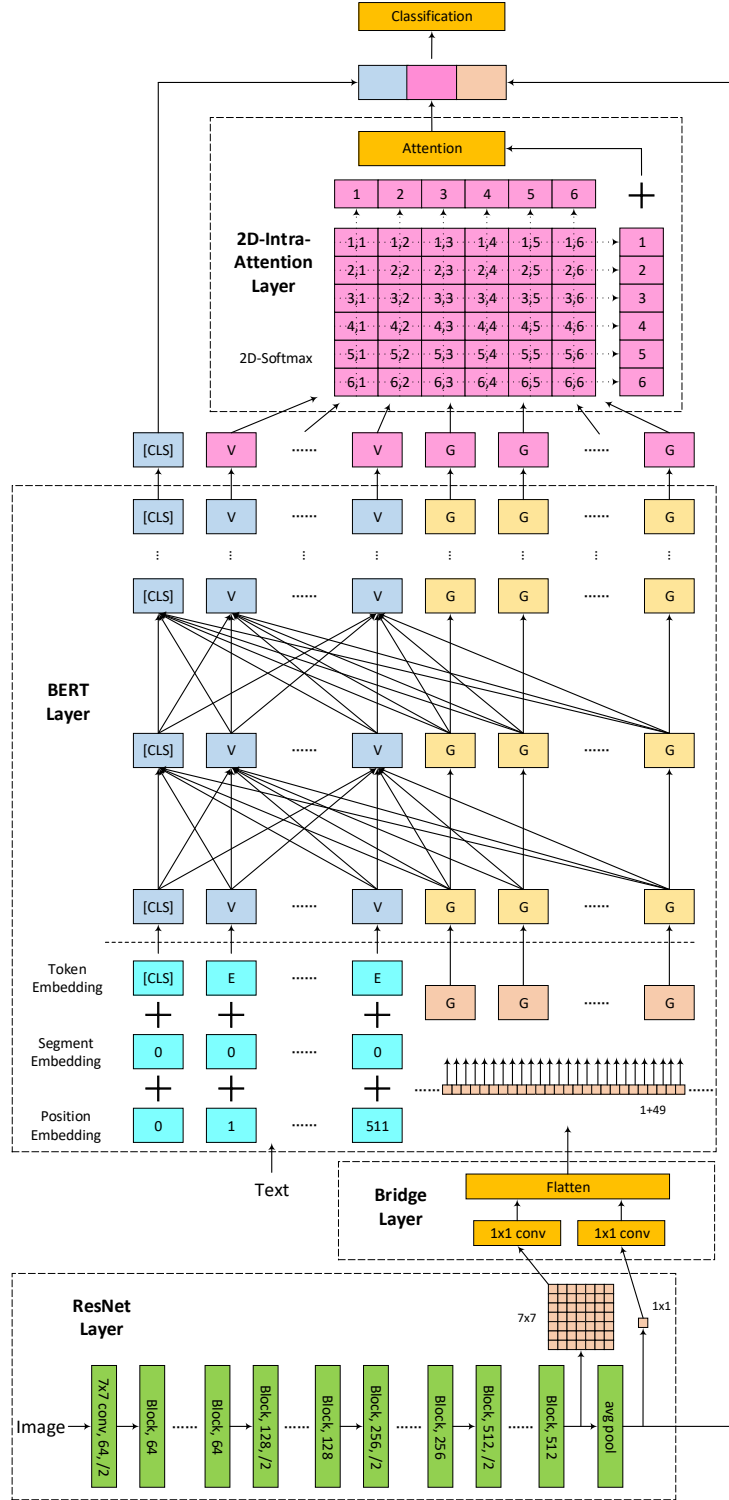 Classification
Attention
1 2 3 4 5 6
2D-Intra-
Attention
Layer
1,1 1,2 1,3 1,4 1,5 1,6 1
2,1 2,2 2,3 2,4 2,5 2,6 2
3,1 3,2 3,3 3,4 3,5 3,6 3
4,1 4,2 4,3 4,4 4,5 4,6 4
2D-Softmax
5,1 5,2 5,3 5,4 5,5 5,6 5
6,1 6,2 6,3 6,4 6,5 6,6 6
[CLS] V ...... V G G ...... G
[CLS] V ...... V G G ...... G
... ... ... ... ... ... ... ...
[CLS] V ...... V G G ...... G
BERT
Layer
[CLS] V ...... V G G ...... G
[CLS] V ...... V G G ...... G
Token
Embedding
[CLS] E ...... E
G G ...... G
+ + +
Segment
Embedding
0 0 ...... 0
+ + +
...... ......
1+49
Position
Embedding
0 1 ...... 511
Text
Bridge
Layer
Flatten
1x1 conv 1x1 conv
ResNet
Layer
7x7
1x1
Image
7x7 conv, 64, /2
Block, 64
......
Block, 64
Block, 128, /2
......
Block, 128
Block, 256, /2
......
Block, 256
Block, 512, /2
......
Block, 512
avg pool